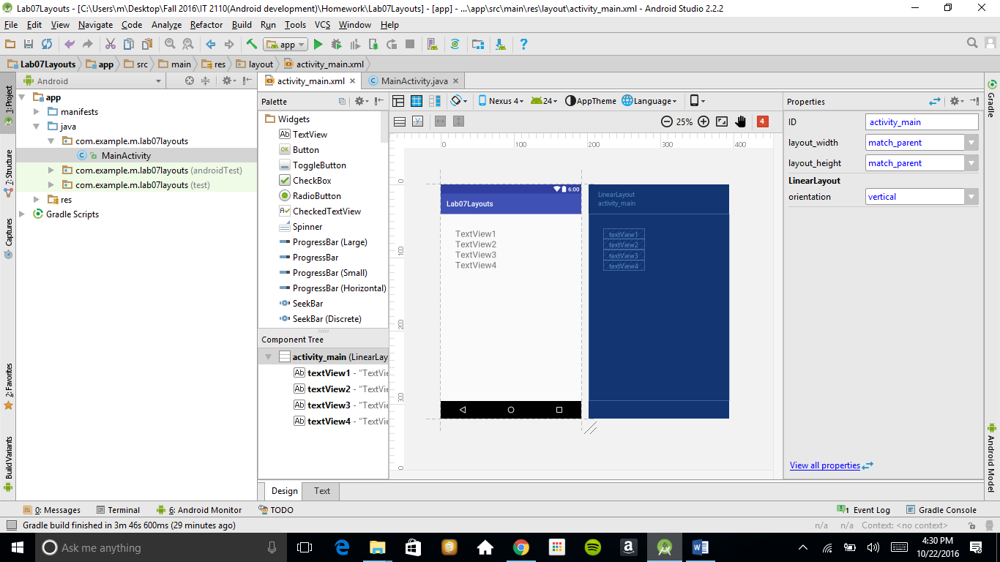 Lab07Layouts - [C:\Users\m\Desktop\Fall 2016\IT 2110(Android development)\Homework\Lab07Layouts] - [app] - ...\app\src\main\res\layout\activity_main.xml - Android Studio 2.2.2
File Edit View Navigate Code Analyze Refactor Build Run Tools VCS Window Help
app
Lab07Layouts app src main res layout activity_main.xml
1: Project
7: Structure
Captures
2: Favorites
Build Variants
Android
app
manifests
java
com.example.m.lab07layouts
MainActivity
com.example.m.lab07layouts (androidTest)
com.example.m.lab07layouts (test)
res
Gradle Scripts
activity_main.xml MainActivity.java
Palette
Widgets
Ab TextView
OK Button
ToggleButton
CheckBox
RadioButton
CheckedTextView
Spinner
ProgressBar (Large)
ProgressBar
ProgressBar (Small)
ProgressBar (Horizontal)
SeekBar
SeekBar (Discrete)
Component Tree
activity_main (LinearLay
Ab textView1 - "TextVie
Ab textView2 - "TextVie
Ab textView3 - "TextVie
Ab textView4 - "TextVie
Nexus 4 24 AppTheme Language
25% 4
0 100 200 300 400
0
100
200
300
0
6:00
Lab07Layouts
TextView1
TextView2
TextView3
TextView4
LinearLayout
activity_main
textView1
textView2
textView3
textView4
Properties
ID activity_main
layout_width match_parent
layout_height match_parent
LinearLayout
orientation vertical
View all properties
Gradle
Android Model
Design Text
0: Messages Terminal 6: Android Monitor TODO 1 Event Log Gradle Console
Gradle build finished in 3m 46s 600ms (29 minutes ago) n/a n/a Context: <no context>
Ask me anything
4:30 PM
10/22/2016